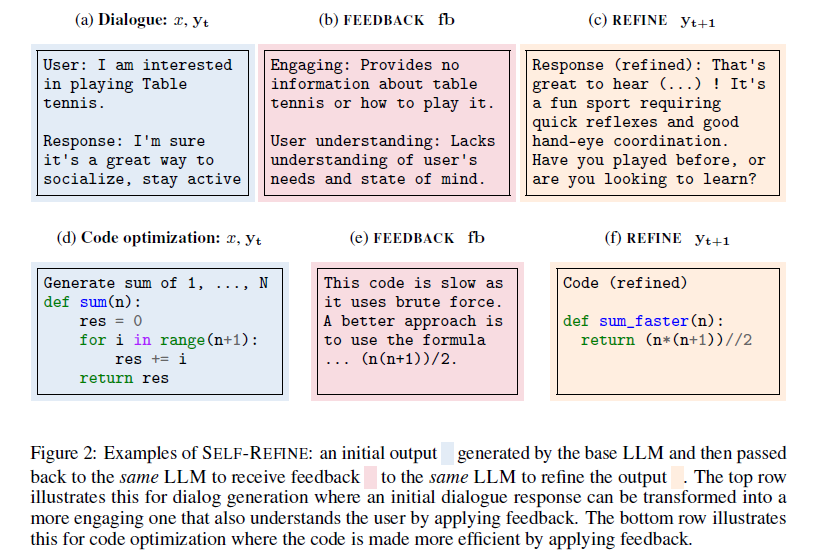 (a) Dialogue: x, yt
(b) FEEDBACK fb
(c) REFINE yt+1
User: I am interested
in playing Table
tennis.
Response: I'm sure
it's a great way to
socialize, stay active
Engaging: Provides no
information about table
tennis or how to play it.
User understanding: Lacks
understanding of user's
needs and state of mind.
Response (refined): That's
great to hear (...) ! It's
a fun sport requiring
quick reflexes and good
hand-eye coordination.
Have you played before, or
are you looking to learn?
(d) Code optimization: x, yt
(e) FEEDBACK fb
(f) REFINE yt+1
Generate sum of 1, ..., N
def sum(n):
    res = 0
    for i in range(n+1):
        res += i
    return res
This code is slow as
it uses brute force.
A better approach is
to use the formula
... (n(n+1))/2.
Code (refined)
def sum_faster(n):
  return (n*(n+1))//2
Figure 2: Examples of SELF-REFINE: an initial output generated by the base LLM and then passed
back to the same LLM to receive feedback to the same LLM to refine the output . The top row
illustrates this for dialog generation where an initial dialogue response can be transformed into a
more engaging one that also understands the user by applying feedback. The bottom row illustrates
this for code optimization where the code is made more efficient by applying feedback.